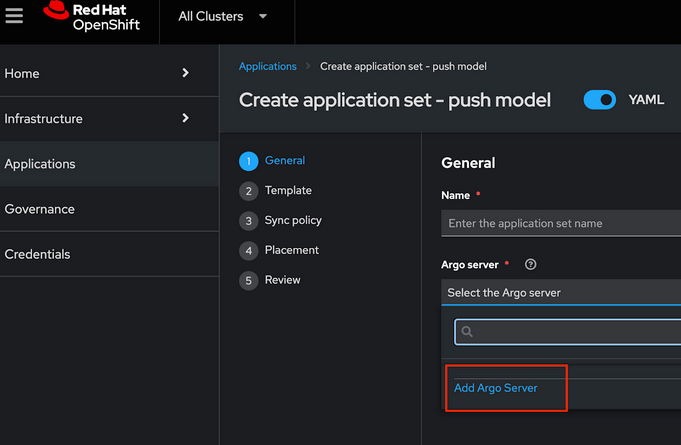 Red Hat
OpenShift
All Clusters
Home
Infrastructure
Applications
Governance
Credentials
Applications > Create application set - push model
Create application set - push model
YAML
1 General
2 Template
3 Sync policy
4 Placement
5 Review
General
Name *
Enter the application set name
Argo server * ?
Select the Argo server
Add Argo Server